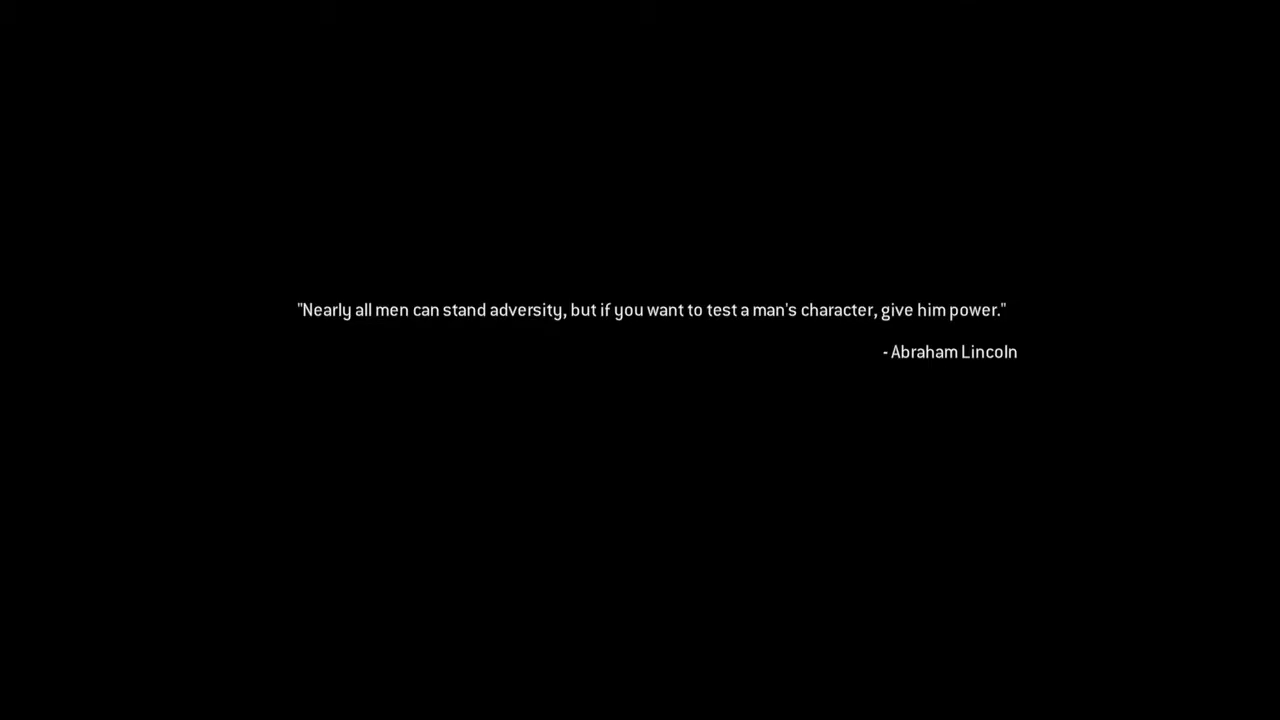 "Nearly all men can stand adversity, but if you want to test a man's character, give him power."
- Abraham Lincoln